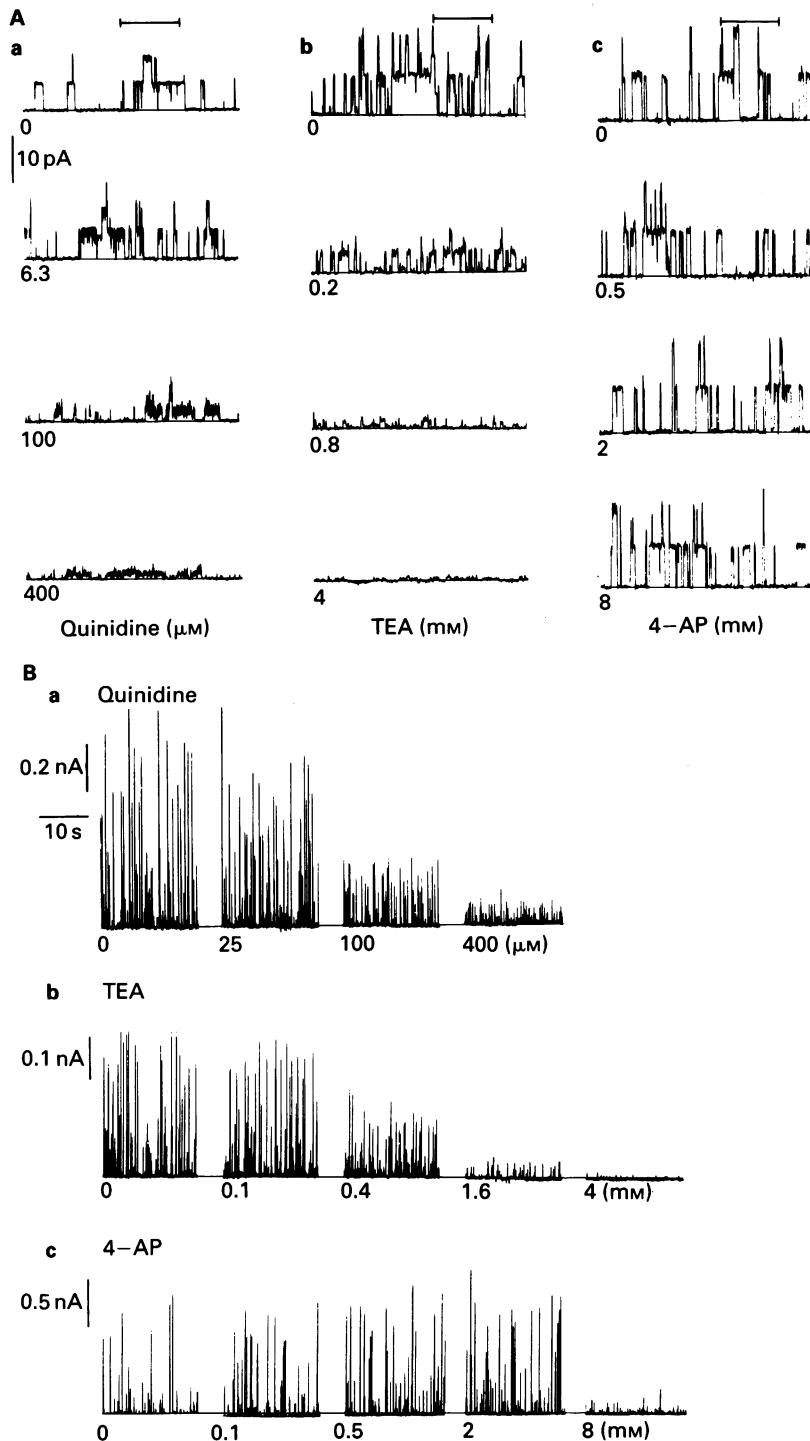 A
a
b
c
0
0
0
10 pA
6.3
0.2
0.5
100
0.8
2
400
4
8
Quinidine (μM)
TEA (mM)
4–AP (mM)
B
a Quinidine
0.2 nA
10 s
0 25 100 400 (μM)
b TEA
0.1 nA
0 0.1 0.4 1.6 4 (mM)
c 4–AP
0.5 nA
0 0.1 0.5 2 8 (mM)